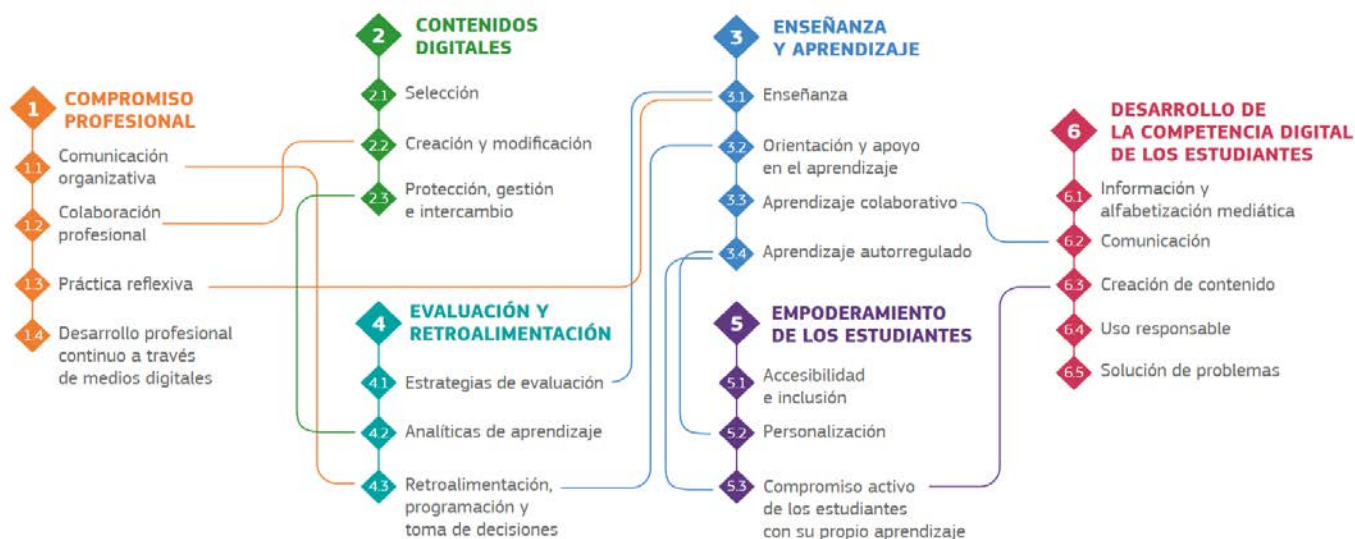 1
COMPROMISO
PROFESIONAL
1.1
Comunicación
organizativa
1.2
Colaboración
profesional
1.3
Práctica reflexiva
1.4
Desarrollo profesional
continuo a través
de medios digitales
2
CONTENIDOS
DIGITALES
2.1
Selección
2.2
Creación y modificación
2.3
Protección, gestión
e intercambio
3
ENSEÑANZA
Y APRENDIZAJE
3.1
Enseñanza
3.2
Orientación y apoyo
en el aprendizaje
3.3
Aprendizaje colaborativo
3.4
Aprendizaje autorregulado
4
EVALUACIÓN Y
RETROALIMENTACIÓN
4.1
Estrategias de evaluación
4.2
Analíticas de aprendizaje
4.3
Retroalimentación,
programación y
toma de decisiones
5
EMPODERAMIENTO
DE LOS ESTUDIANTES
5.1
Accesibilidad
e inclusión
5.2
Personalización
5.3
Compromiso activo
de los estudiantes
con su propio aprendizaje
6
DESARROLLO DE
LA COMPETENCIA DIGITAL
DE LOS ESTUDIANTES
6.1
Información y
alfabetización mediática
6.2
Comunicación
6.3
Creación de contenido
6.4
Uso responsable
6.5
Solución de problemas